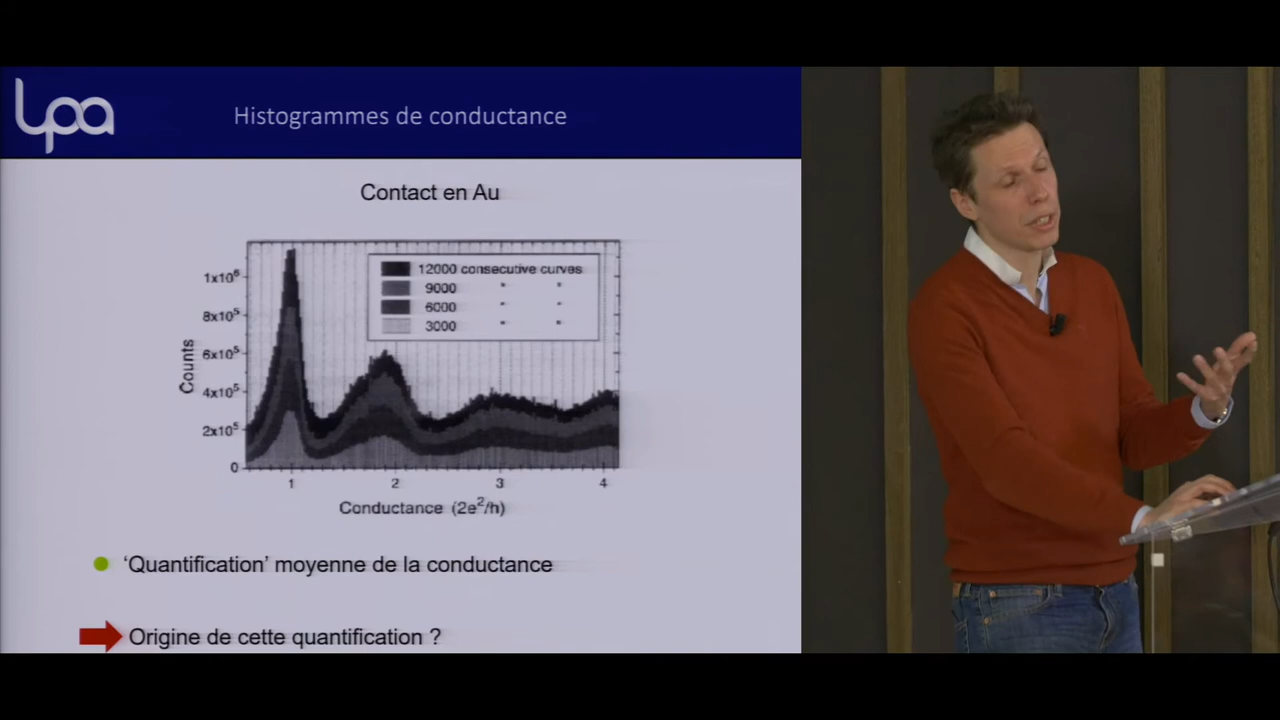 lpa
Histogrammes de conductance
Contact en Au
12000 consecutive curves
9000 " "
6000 " "
3000 " "
1x10⁶
8x10⁵
6x10⁵
4x10⁵
2x10⁵
0
Counts
1 2 3 4
Conductance (2e²/h)
'Quantification' moyenne de la conductance
Origine de cette quantification ?